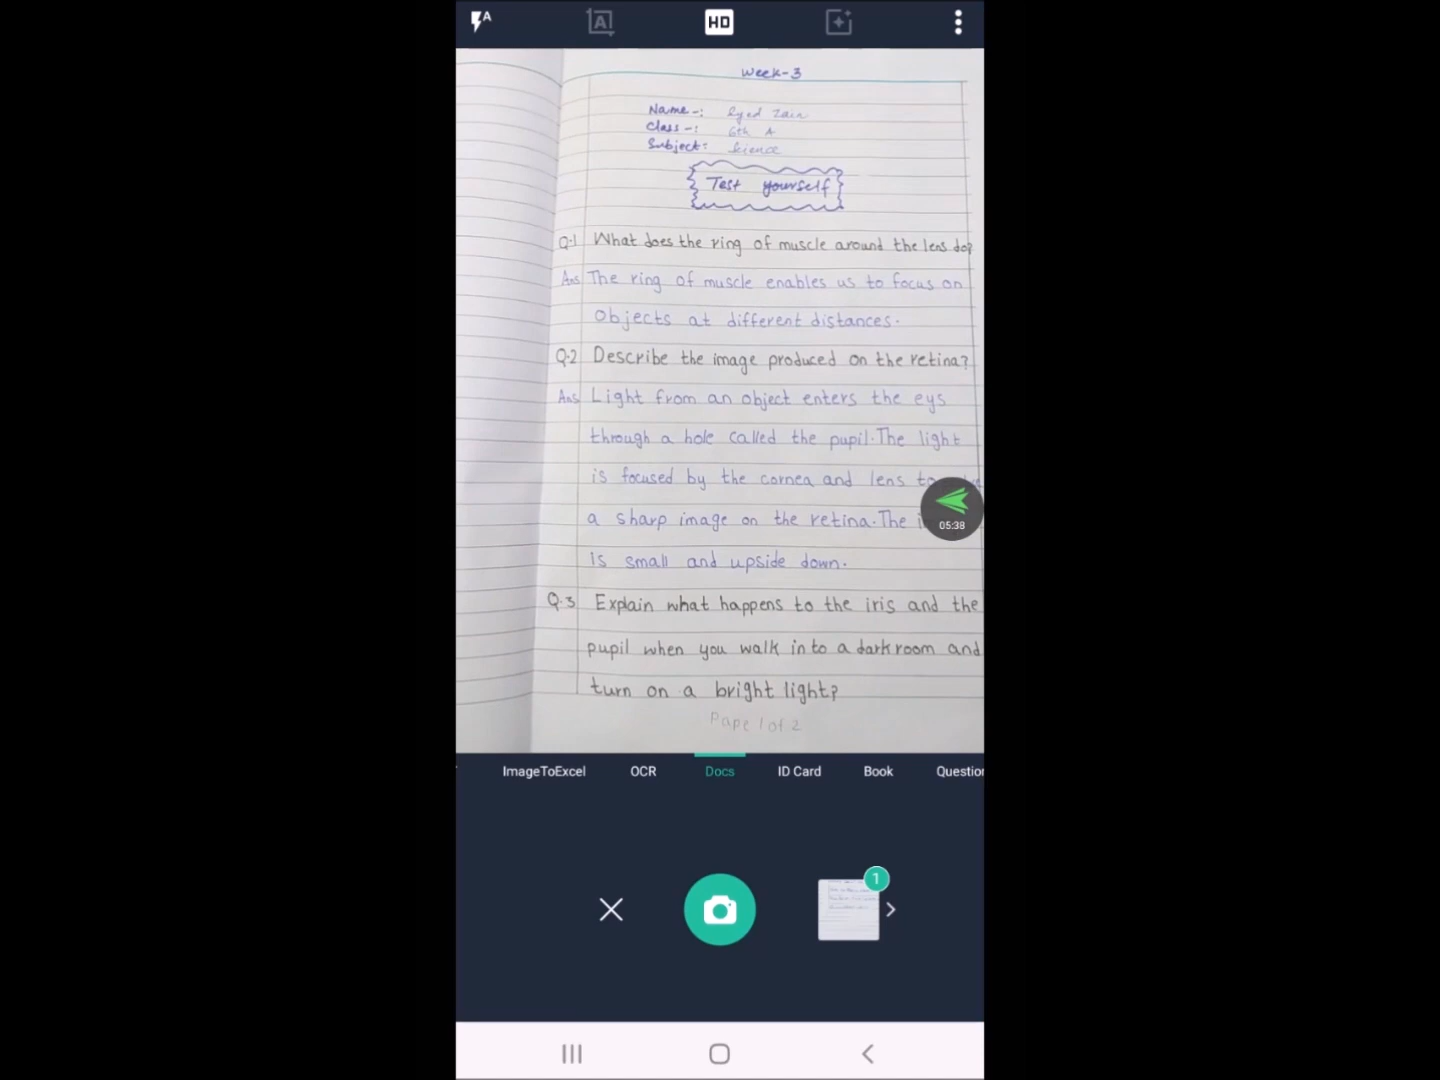 A
A
HD
Week-3
Name-: Syed Zain
Class-: 6th A
Subject: Science
Test yourself
Q.1 What does the ring of muscle around the lens do?
Ans The ring of muscle enables us to focus on
objects at different distances.
Q.2 Describe the image produced on the retina?
Ans Light from an object enters the eys
through a hole called the pupil. The light
is focused by the cornea and lens to
a sharp image on the retina. The
05:38
is small and upside down.
Q.3 Explain what happens to the iris and the
pupil when you walk in to a dark room and
turn on a bright light?
Pape 1 of 2
ImageToExcel OCR Docs ID Card Book Question
1